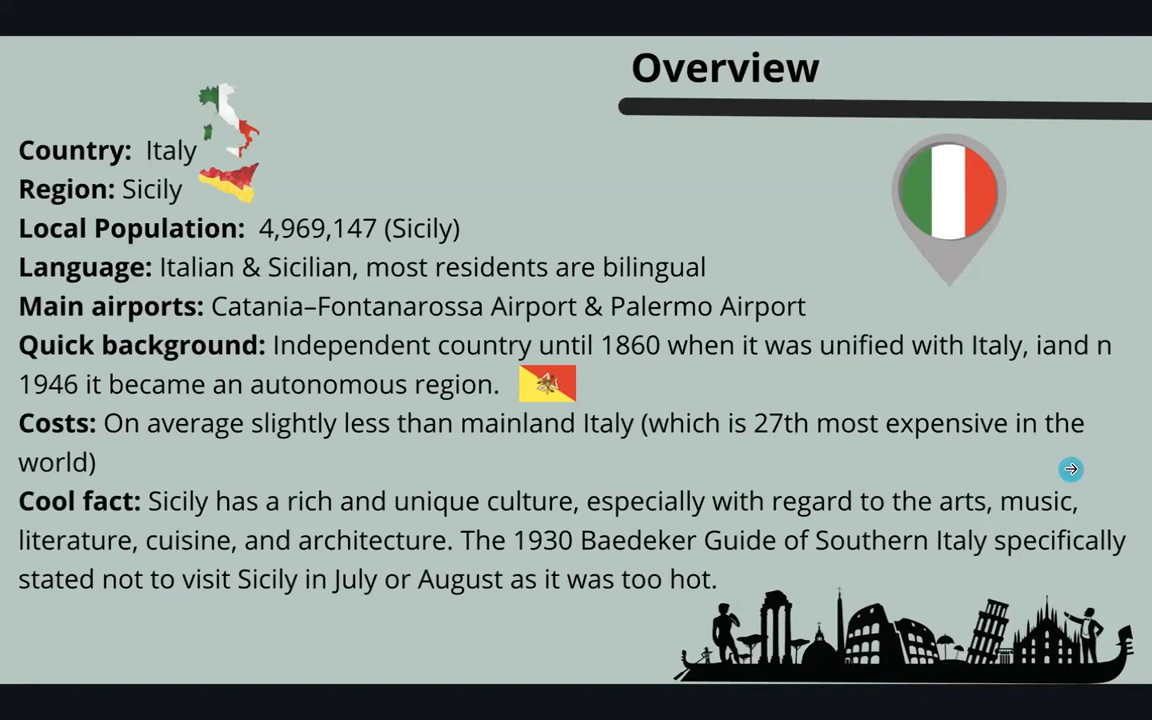 Overview
Country: Italy
Region: Sicily
Local Population: 4,969,147 (Sicily)
Language: Italian & Sicilian, most residents are bilingual
Main airports: Catania–Fontanarossa Airport & Palermo Airport
Quick background: Independent country until 1860 when it was unified with Italy, iand n
1946 it became an autonomous region.
Costs: On average slightly less than mainland Italy (which is 27th most expensive in the
world)
Cool fact: Sicily has a rich and unique culture, especially with regard to the arts, music,
literature, cuisine, and architecture. The 1930 Baedeker Guide of Southern Italy specifically
stated not to visit Sicily in July or August as it was too hot.